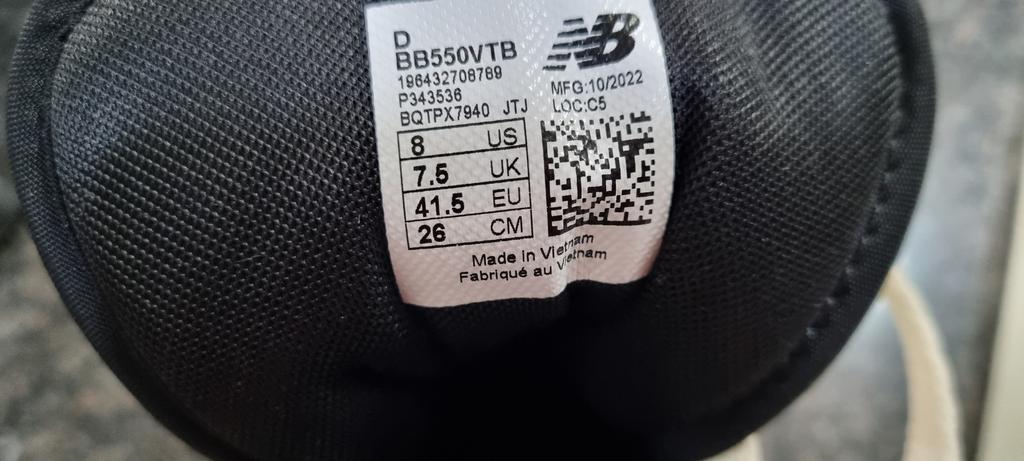 D
BB550VTB
196432708789
P343536
BQTPX7940 JTJ
NB
MFG:10/2022
LOC:C5
8 US
7.5 UK
41.5 EU
26 CM
Made in Vietnam
Fabriqué au Vietnam